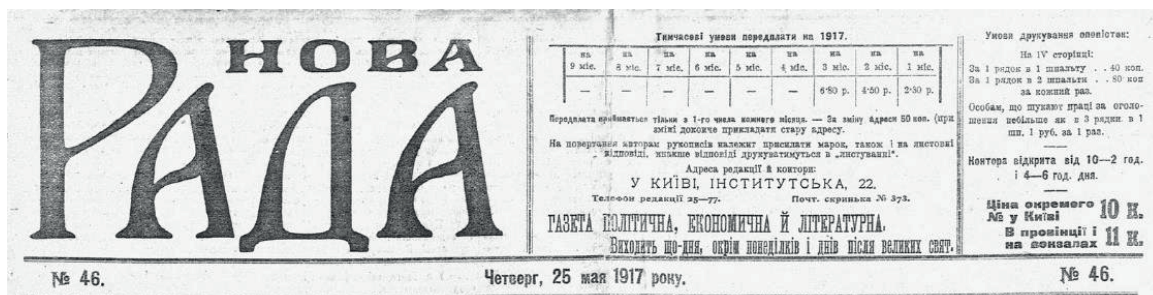 НОВА
РАДА
Тимчасові умови передплати на 1917.
на на на на на на на на на
9 міс. 8 міс. 7 міс. 6 міс. 5 міс. 4 міс. 3 міс. 2 міс. 1 міс.
— — — — — — 6·80 р. 4·50 р. 2·30 р.
Передплата приймається тільки з 1-го числа кожного місяця. — За зміну адреси 50 коп. (при
зміні доконче прикладати стару адресу.
На повертання авторам рукописів належит присилати марок, також і на листовні
відповіді, инакше відповіді друкуватимуться в „листуванні“.
Адреса редакції й контори:
У КИЇВІ, ІНСТИТУТСЬКА, 22.
Телефон редакції 25—77. Почт. скринька № 373.
ГАЗЕТА ПОЛІТИЧНА, ЕКОНОМИЧНА Й ЛІТЕРАТУРНА.
Виходить що-дня, окрім понеділків і днів після великих свят.
Умови друкування оповісток:
На IV сторінці:
За 1 рядок в 1 шпальту . . 40 коп.
За 1 рядок в 2 шпальти . . 80 коп
за кожний раз.
Особам, що шукают праці за оголо-
шення небільше як в 3 рядки в 1
шп. 1 руб. за 1 раз.
Контора відкрита від 10—2 год.
і 4—6 год. дня.
Ціна окремого
№ у Київі 10 к.
В провінції і
на вокзалах 11 к.
№ 46. Четверг, 25 мая 1917 року. № 46.